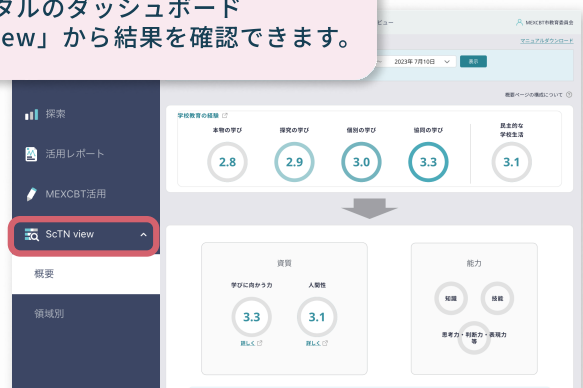 タルのダッシュボード
ew」から結果を確認できます。
ビュー
MEXCBT市教育委員会
マニュアルダウンロード
2023年 7月10日
表示
概要ページの構成について
探索
活用レポート
MEXCBT活用
ScTN view
概要
領域別
学校教育の経験
本物の学び
探究の学び
個別の学び
協同の学び
民主的な
学校生活
2.8
2.9
3.0
3.3
3.1
資質
学びに向かう力
人間性
3.3
3.1
詳しく
詳しく
能力
知識
技能
思考力・判断力・表現力
等